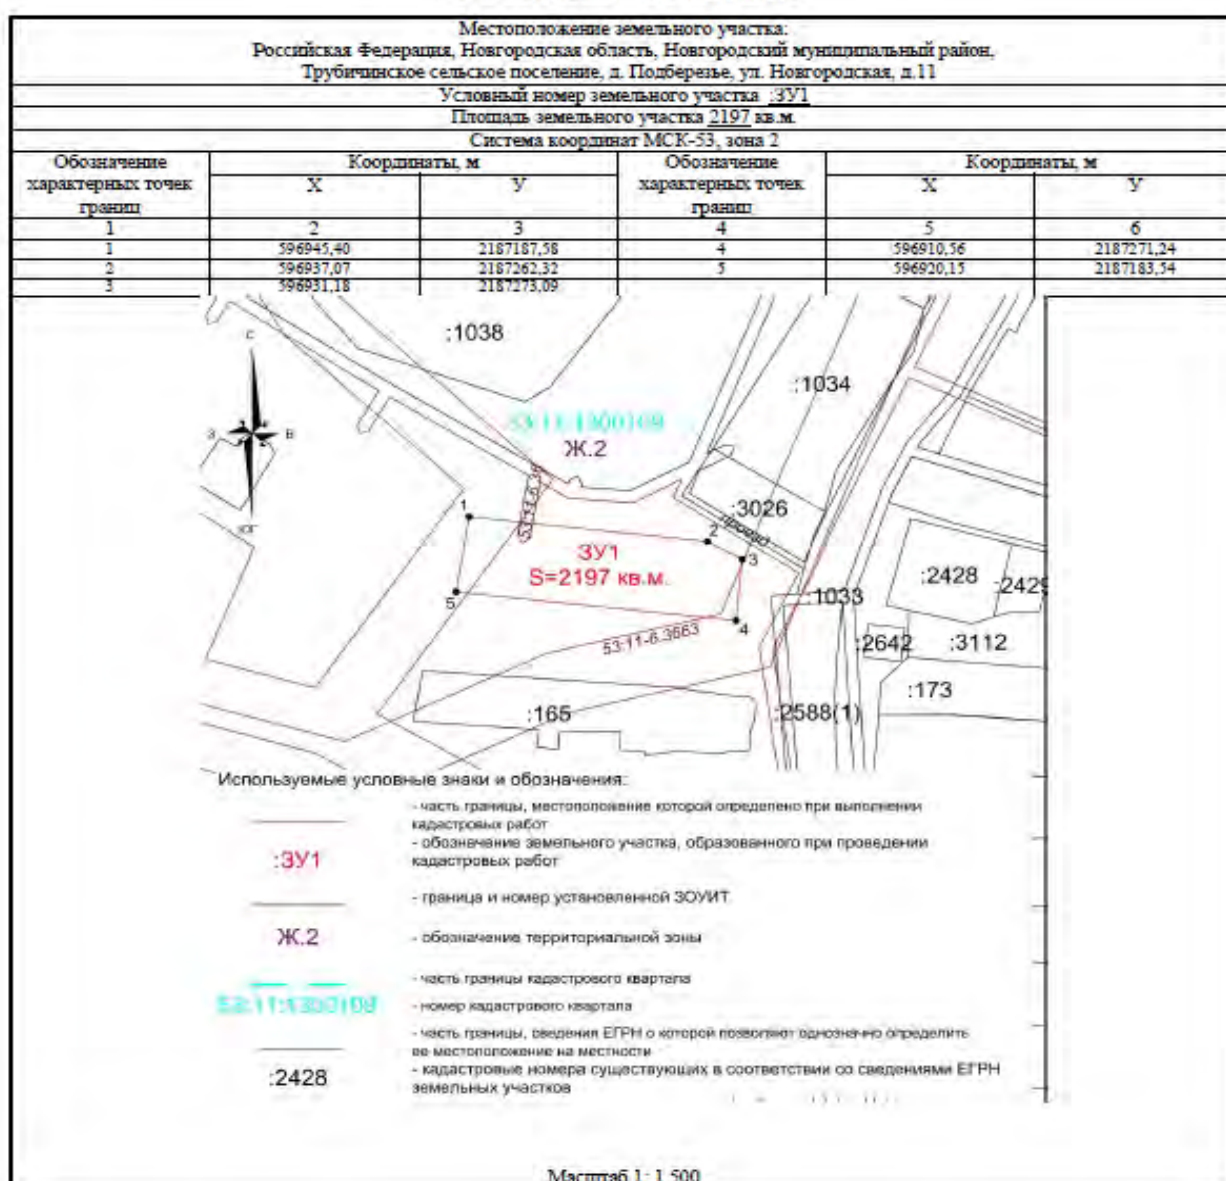 Местоположение земельного участка:
Российская Федерация, Новгородская область, Новгородский муниципальный район,
Трубичинское сельское поселение, д. Подберезье, ул. Новгородская, д.11
Условный номер земельного участка :ЗУ1
Площадь земельного участка 2197 кв.м.
Система координат МСК-53, зона 2
Обозначение характерных точек границ
Координаты, м
Обозначение характерных точек границ
Координаты, м
Х У Х У
1 2 3 4 5 6
1 596945,40 2187187,58 4 596910,56 2187271,24
2 596937,07 2187262,32 5 596920,15 2187183,54
3 596931,18 2187273,09
:1038
С
:1034
З В
53:11:1300109
Ж.2
:3026
проезд
Ю
1
2
ЗУ1
3
S=2197 кв.м.
:2428
:2429
:1033
5
4
53:11-6.3663
:2642
:3112
:173
:165
:2588(1)
Используемые условные знаки и обозначения:
- часть границы, местоположение которой определено при выполнении
кадастровых работ
:ЗУ1
- обозначение земельного участка, образованного при проведении
кадастровых работ
- граница и номер установленной ЗОУИТ
Ж.2
- обозначение территориальной зоны
- часть границы кадастрового квартала
53:11:1300109
- номер кадастрового квартала
- часть границы, сведения ЕГРН о которой позволяют однозначно определить
ее местоположение на местности
:2428
- кадастровые номера существующих в соответствии со сведениями ЕГРН
земельных участков
Масштаб 1: 1 500